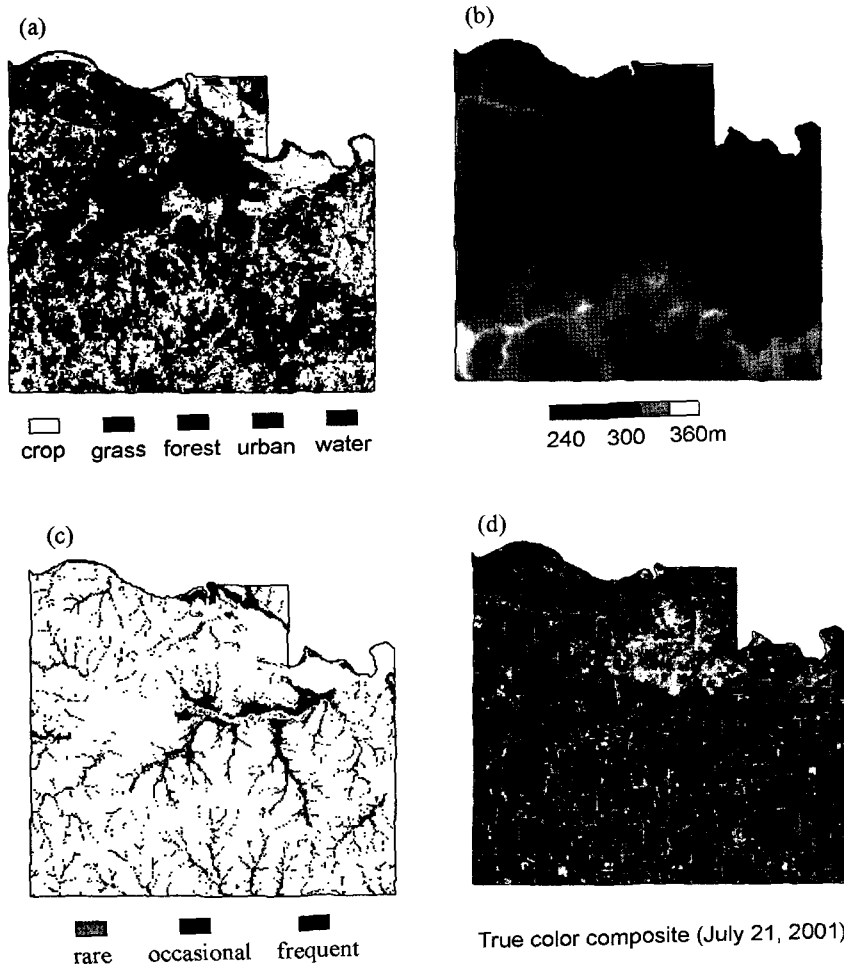 (a)
(b)
crop grass forest urban water
240 300 360m
(c)
(d)
rare occasional frequent
True color composite (July 21, 2001)